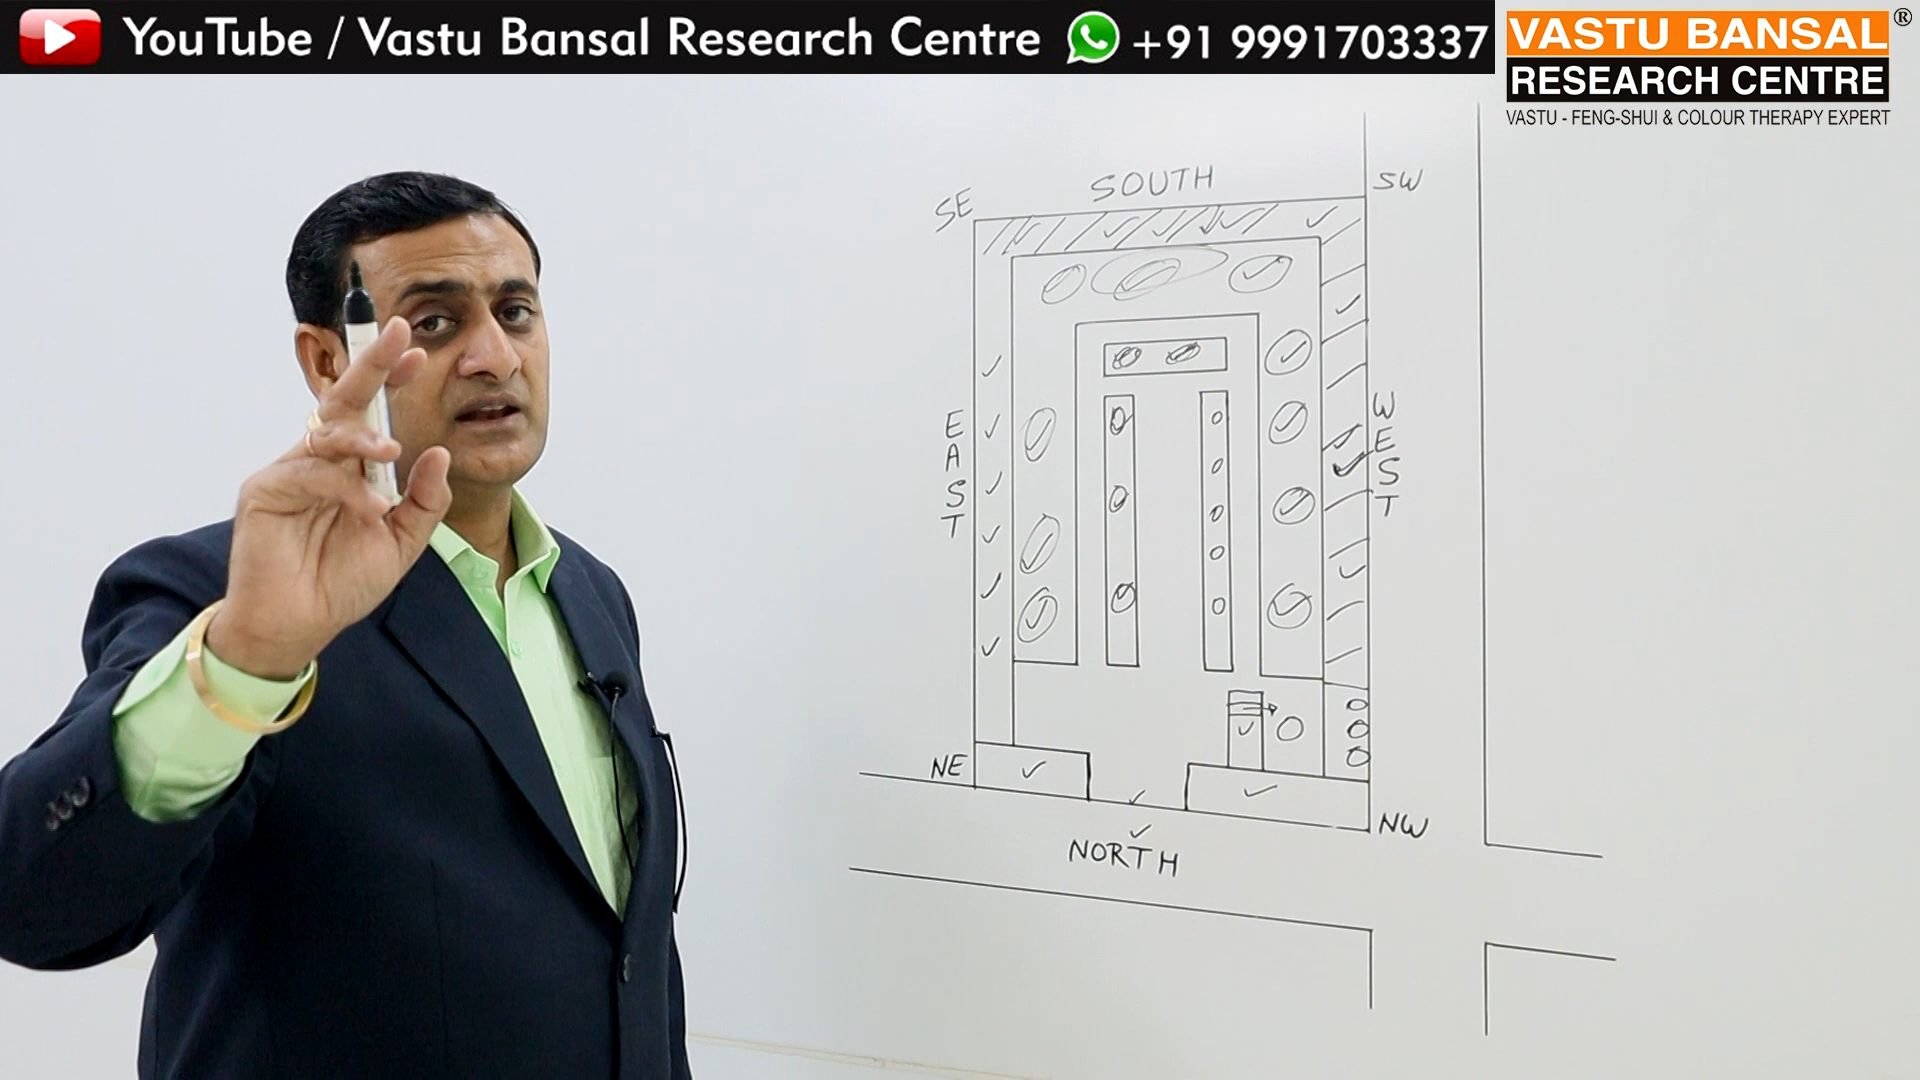 YouTube / Vastu Bansal Research Centre +91 9991703337
VASTU BANSAL®
RESEARCH CENTRE
VASTU - FENG-SHUI & COLOUR THERAPY EXPERT
SE
SOUTH
SW
EAST
WEST
NE
NORTH
NW